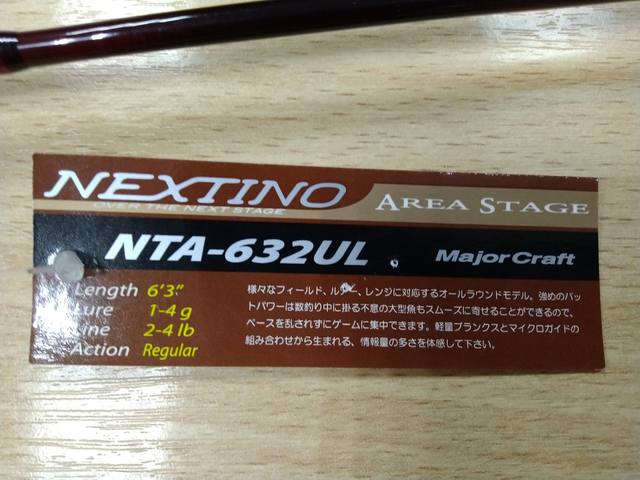 NEXTINO
OVER THE NEXT STAGE
AREA STAGE
NTA-632UL
MajorCraft
Length 6'3"
Lure 1-4 g
Line 2-4 lb
Action Regular
様々なフィールド、ルアー、レンジに対応するオールラウンドモデル。強めのバッ
トパワーは数釣り中に掛る不意の大型魚もスムーズに寄せることができるので、
ペースを乱されずにゲームに集中できます。軽量ブランクスとマイクロガイドの
組み合わせから生まれる、情報量の多さを体感して下さい。